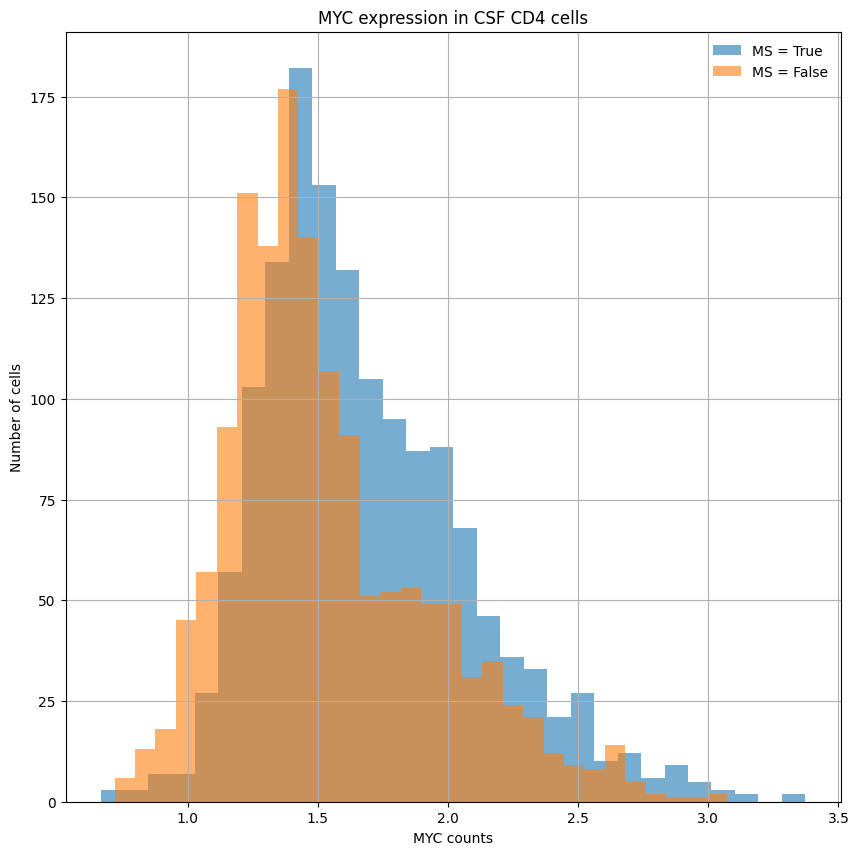 MYC expression in CSF CD4 cells
MS = True
MS = False
175
150
125
100
75
50
25
0
Number of cells
1.0 1.5 2.0 2.5 3.0 3.5
MYC counts